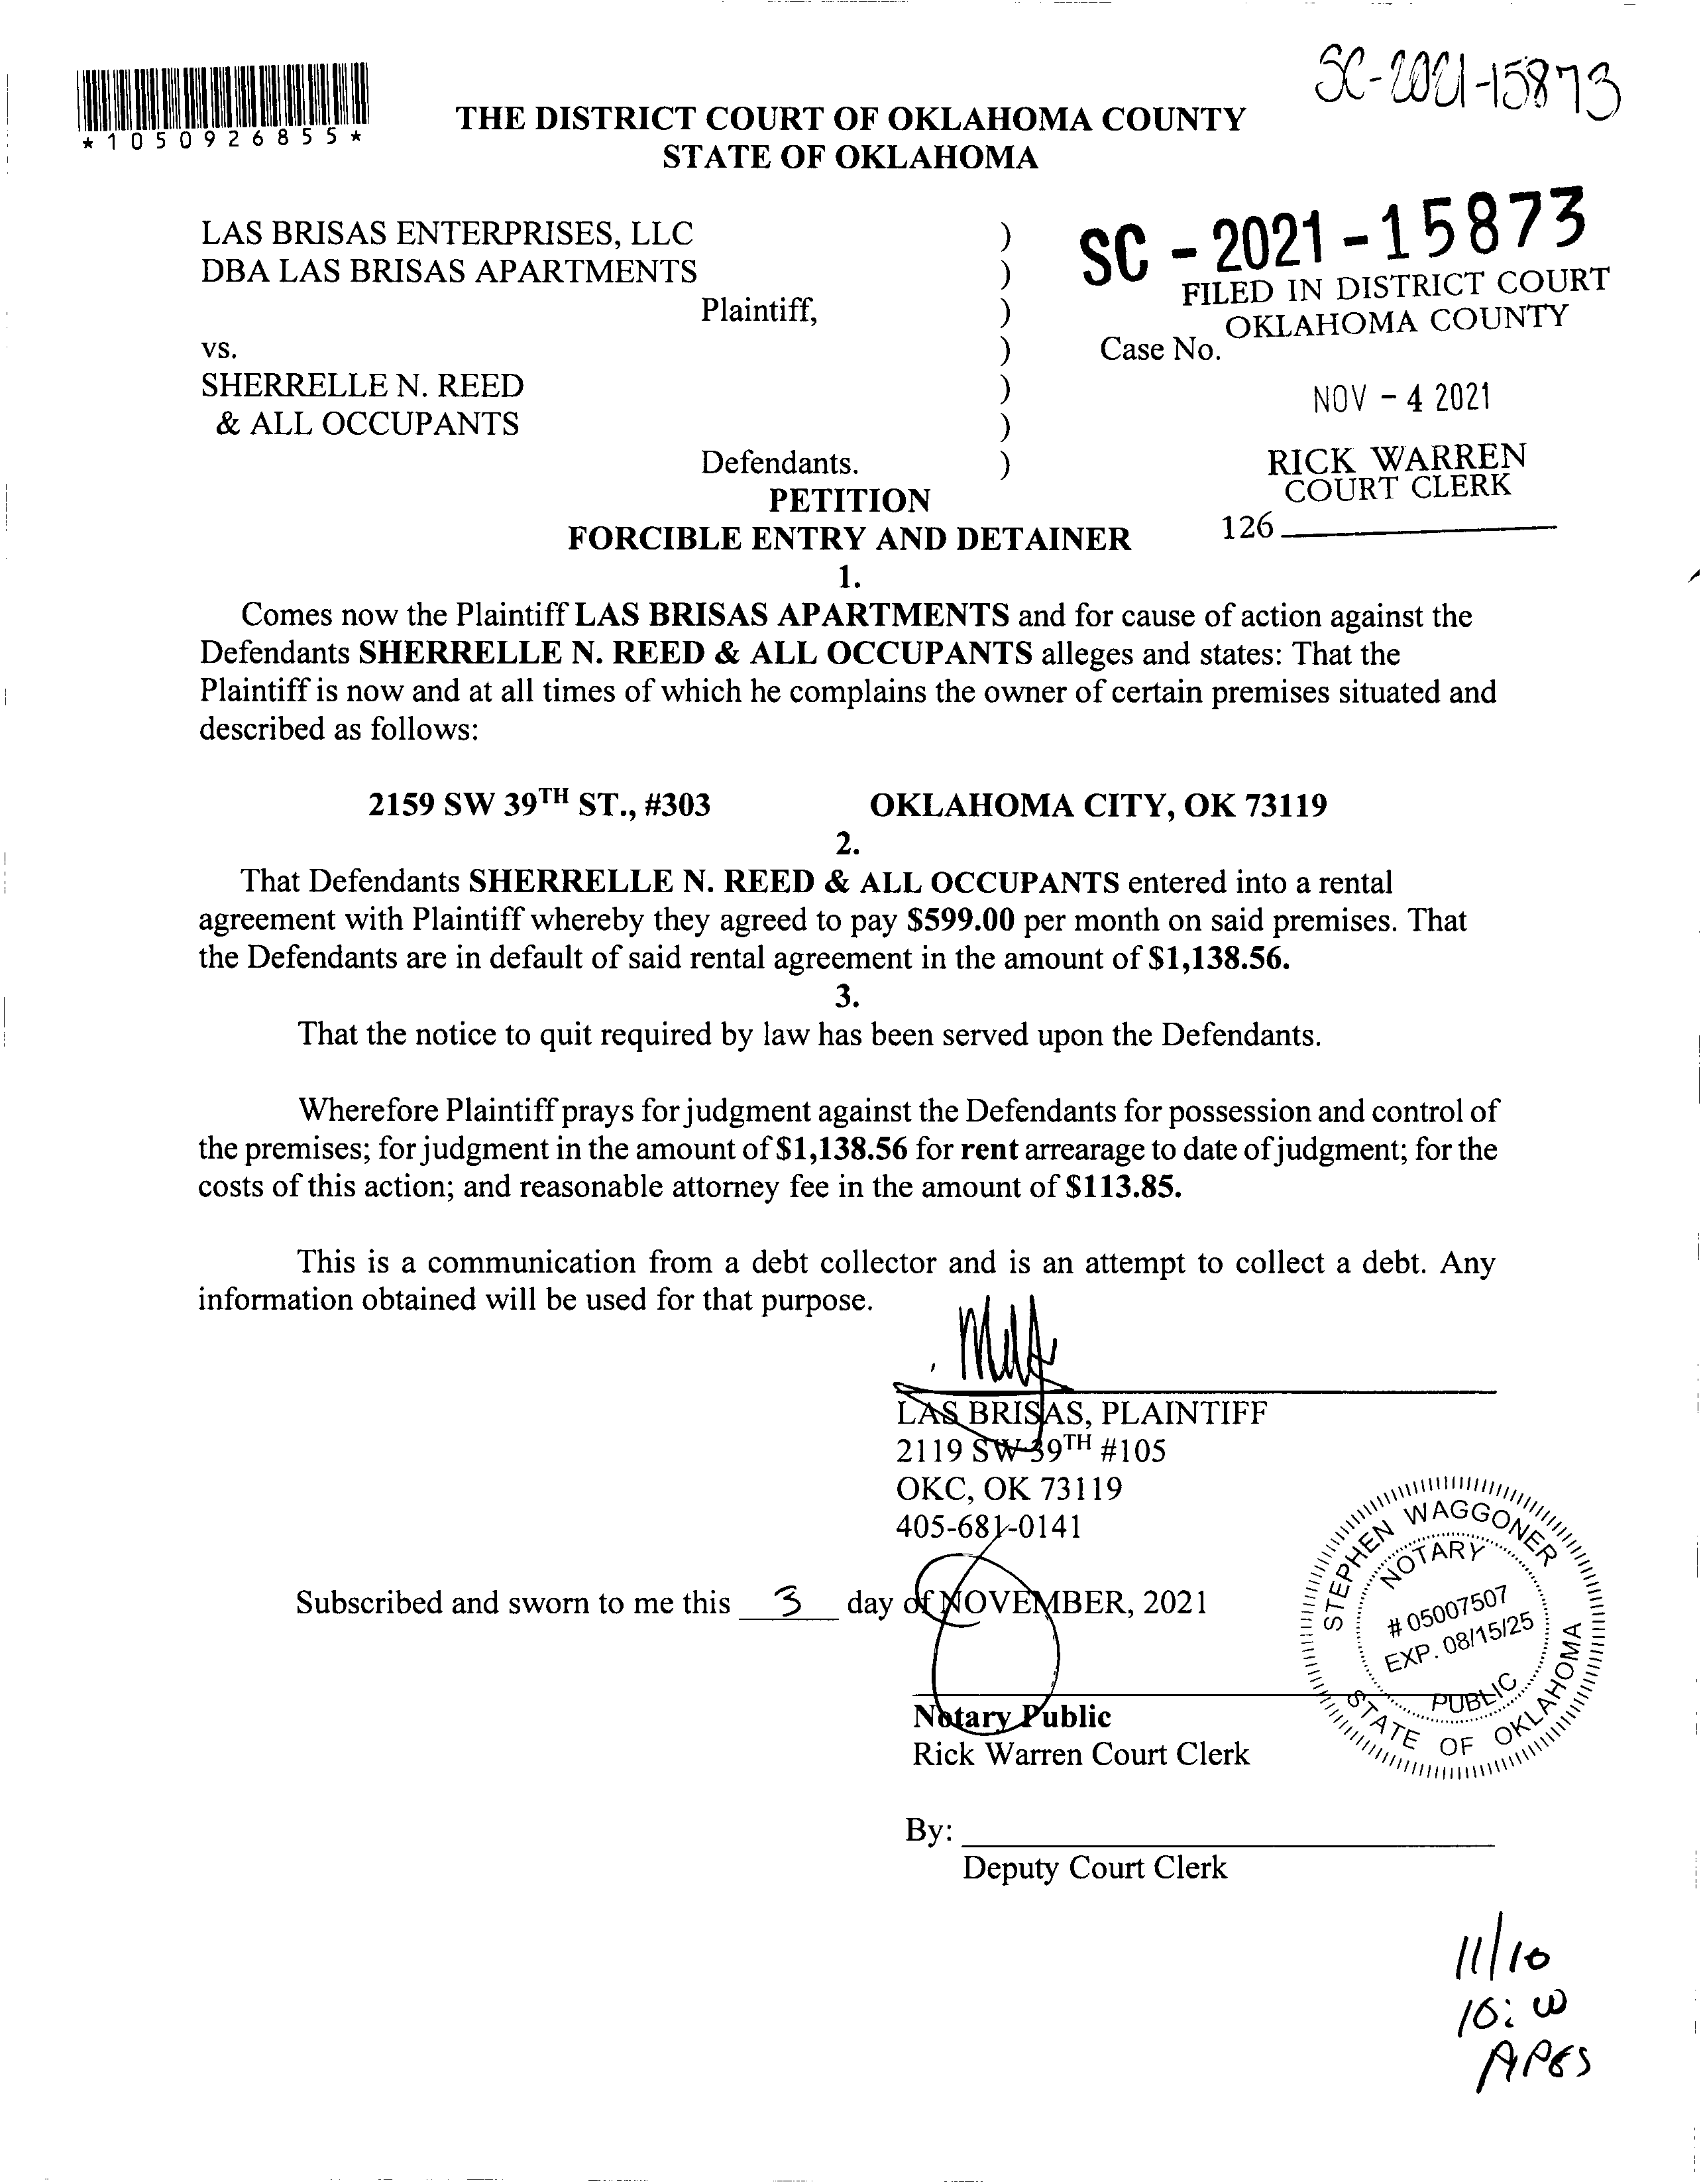 SC-2021-15873
*1050926855*
THE DISTRICT COURT OF OKLAHOMA COUNTY
STATE OF OKLAHOMA
LAS BRISAS ENTERPRISES, LLC )
DBA LAS BRISAS APARTMENTS )
Plaintiff, )
vs. )
SHERRELLE N. REED )
& ALL OCCUPANTS )
Defendants. )
SC - 2021 - 15873
FILED IN DISTRICT COURT
OKLAHOMA COUNTY
Case No.
NOV - 4 2021
RICK WARREN
COURT CLERK
126
PETITION
FORCIBLE ENTRY AND DETAINER
1.
Comes now the Plaintiff LAS BRISAS APARTMENTS and for cause of action against the
Defendants SHERRELLE N. REED & ALL OCCUPANTS alleges and states: That the
Plaintiff is now and at all times of which he complains the owner of certain premises situated and
described as follows:
2159 SW 39TH ST., #303 OKLAHOMA CITY, OK 73119
2.
That Defendants SHERRELLE N. REED & ALL OCCUPANTS entered into a rental
agreement with Plaintiff whereby they agreed to pay $599.00 per month on said premises. That
the Defendants are in default of said rental agreement in the amount of $1,138.56.
3.
That the notice to quit required by law has been served upon the Defendants.
Wherefore Plaintiff prays for judgment against the Defendants for possession and control of
the premises; for judgment in the amount of $1,138.56 for rent arrearage to date of judgment; for the
costs of this action; and reasonable attorney fee in the amount of $113.85.
This is a communication from a debt collector and is an attempt to collect a debt. Any
information obtained will be used for that purpose.
LAS BRISAS, PLAINTIFF
2119 SW 39TH #105
OKC, OK 73119
405-681-0141
Subscribed and sworn to me this 3 day of NOVEMBER, 2021
STEPHEN WAGGONER
NOTARY
# 05007507
EXP. 08/15/25
PUBLIC
STATE OF OKLAHOMA
Notary Public
Rick Warren Court Clerk
By:
Deputy Court Clerk
11/10